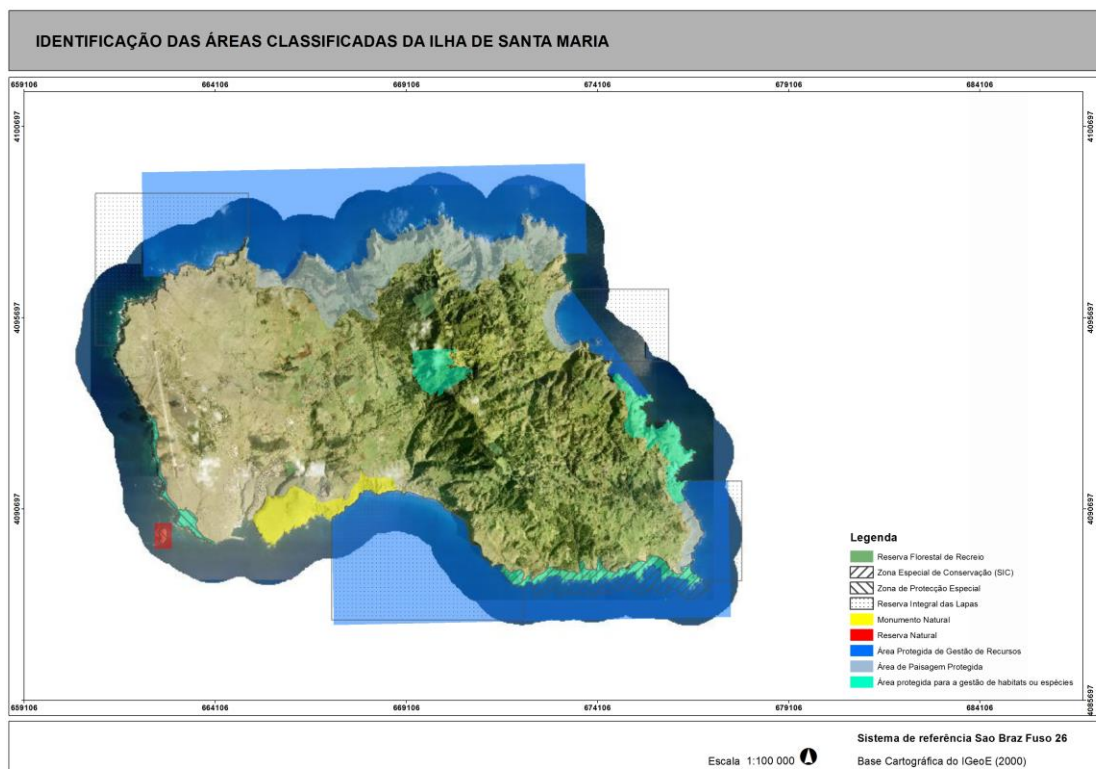 IDENTIFICAÇÃO DAS ÁREAS CLASSIFICADAS DA ILHA DE SANTA MARIA
659106 664106 669106 674106 679106 684106
4100697 4100697
4095697 4095697
4090697 4090697
4085697
Legenda
Reserva Florestal de Recreio
Zona Especial de Conservação (SIC)
Zona de Protecção Especial
Reserva Integral das Lapas
Monumento Natural
Reserva Natural
Área Protegida de Gestão de Recursos
Área de Paisagem Protegida
Área protegida para a gestão de habitats ou espécies
659106 664106 669106 674106 679106 684106
Sistema de referência Sao Braz Fuso 26
Escala 1:100 000 Base Cartográfica do IGeoE (2000)